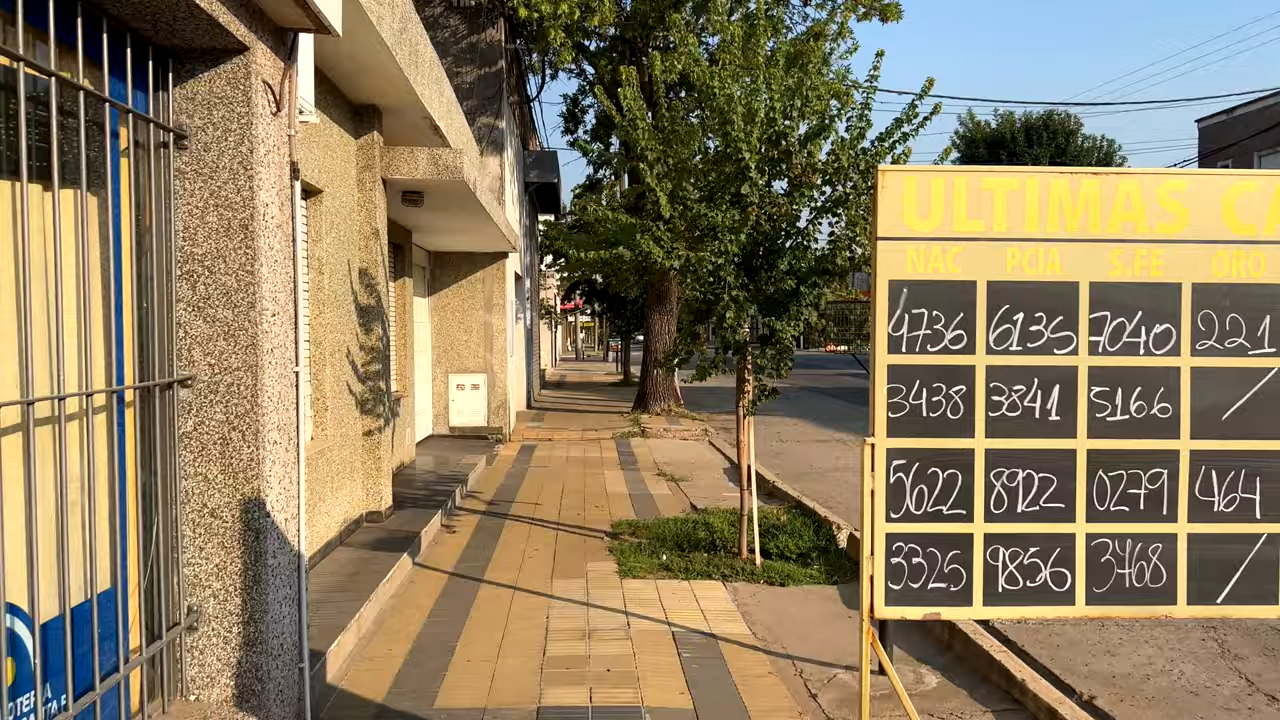 ULTIMAS CA
NAC PCIA S.FE ORO
4736 6135 7040 221
3438 3841 5166 /
5622 8922 0279 464
3325 9856 3468 /
OTERIA